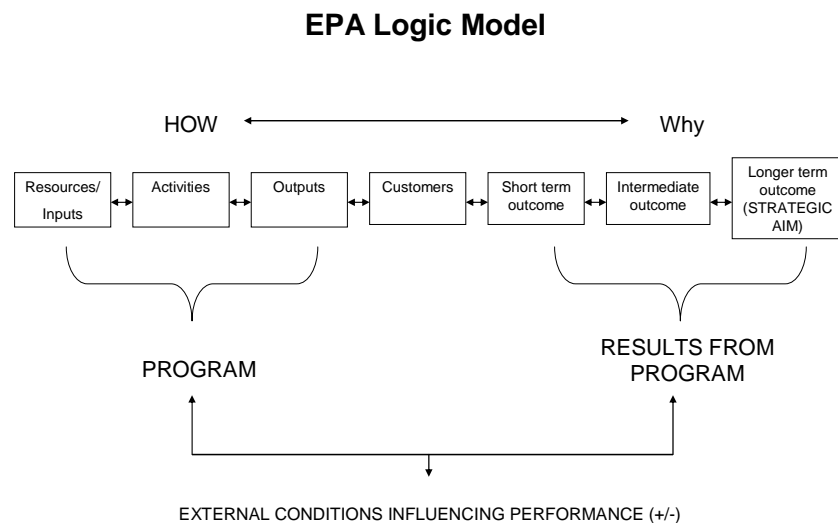 EPA Logic Model
HOW
Why
Resources/
Inputs
Activities
Outputs
Customers
Short term
outcome
Intermediate
outcome
Longer term
outcome
(STRATEGIC
AIM)
PROGRAM
RESULTS FROM
PROGRAM
EXTERNAL CONDITIONS INFLUENCING PERFORMANCE (+/-)